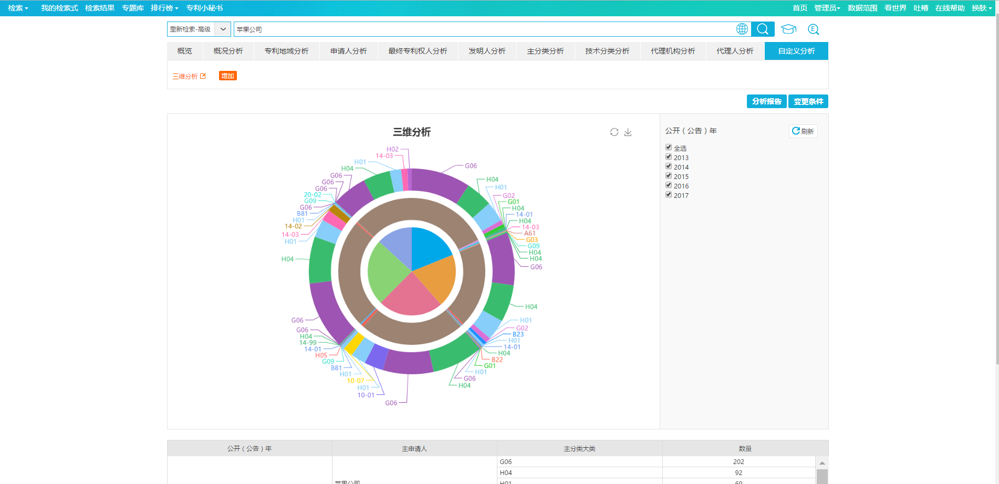 检索 我的检索式 检索结果 专题库 排行榜 专利小秘书 首页 管理员 数据范围 看世界 吐槽 在线帮助 换肤
重新检索-高级 苹果公司
概览 概况分析 专利地域分析 申请人分析 最终专利权人分析 发明人分析 主分类分析 技术分类分析 代理机构分析 代理人分析 自定义分析
三维分析 增加
分析报告 变更条件
三维分析
H02
14-03
H01
H04
G06
G06
G06
20-02
G09
G06
B81
H01
14-02
14-03
H01
H04
G06
G06
H04
14-99
14-01
H05
G09
B81
H01
10-07
H01
10-01
G06
G06
H04
H01
G02
G01
H04
14-01
H04
14-03
A61
G03
G09
H04
H04
G06
H04
H01
G02
B23
H01
14-01
H04
B22
G01
H01
G06
H04
公开（公告）年 刷新
全选
2013
2014
2015
2016
2017
公开（公告）年 主申请人 主分类大类 数量
G06 202
H04 92
苹果公司 H01 69